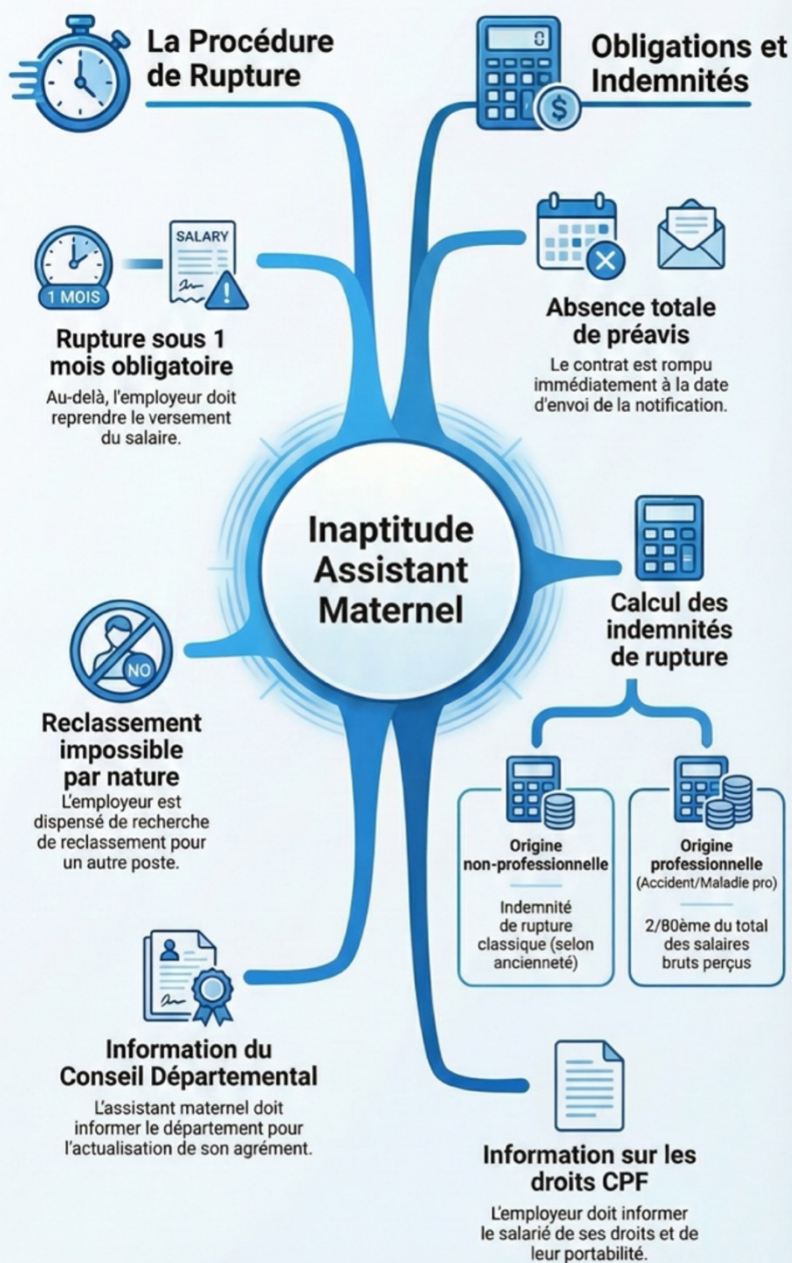 La Procédure
de Rupture
1 MOIS
SALARY
Rupture sous 1
mois obligatoire
Au-delà, l'employeur doit
reprendre le versement
du salaire.
NO
Reclassement
impossible
par nature
L'employeur est
dispensé de recherche
de reclassement pour
un autre poste.
Information du
Conseil Départemental
L'assistant maternel doit
informer le département pour
l'actualisation de son agrément.
Inaptitude
Assistant
Maternel
0
$
Obligations et
Indemnités
Absence totale
de préavis
Le contrat est rompu
immédiatement à la date
d'envoi de la notification.
Calcul des
indemnités
de rupture
Origine
non-professionnelle
Indemnité
de rupture
classique (selon
ancienneté)
Origine
professionnelle
(Accident/Maladie pro)
2/80ème du total
des salaires
bruts perçus
Information sur les
droits CPF
L'employeur doit informer
le salarié de ses droits et de
leur portabilité.